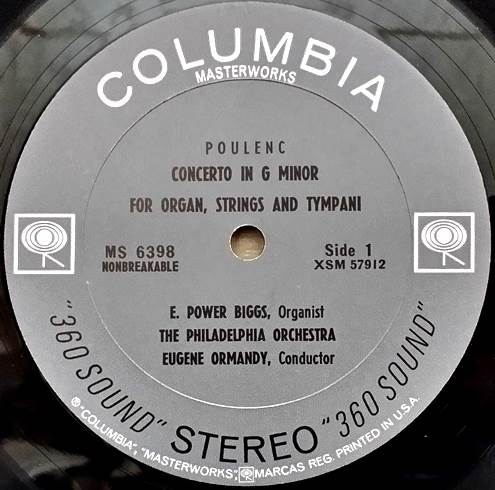 COLUMBIA
MASTERWORKS
POULENC
CONCERTO IN G MINOR
FOR ORGAN, STRINGS AND TYMPANI
MS 6398
NONBREAKABLE
Side 1
XSM 57912
E. POWER BIGGS, Organist
THE PHILADELPHIA ORCHESTRA
EUGENE ORMANDY, Conductor
"360 SOUND" STEREO "360 SOUND"
® "COLUMBIA", "MASTERWORKS", MARCAS REG. PRINTED IN U.S.A.